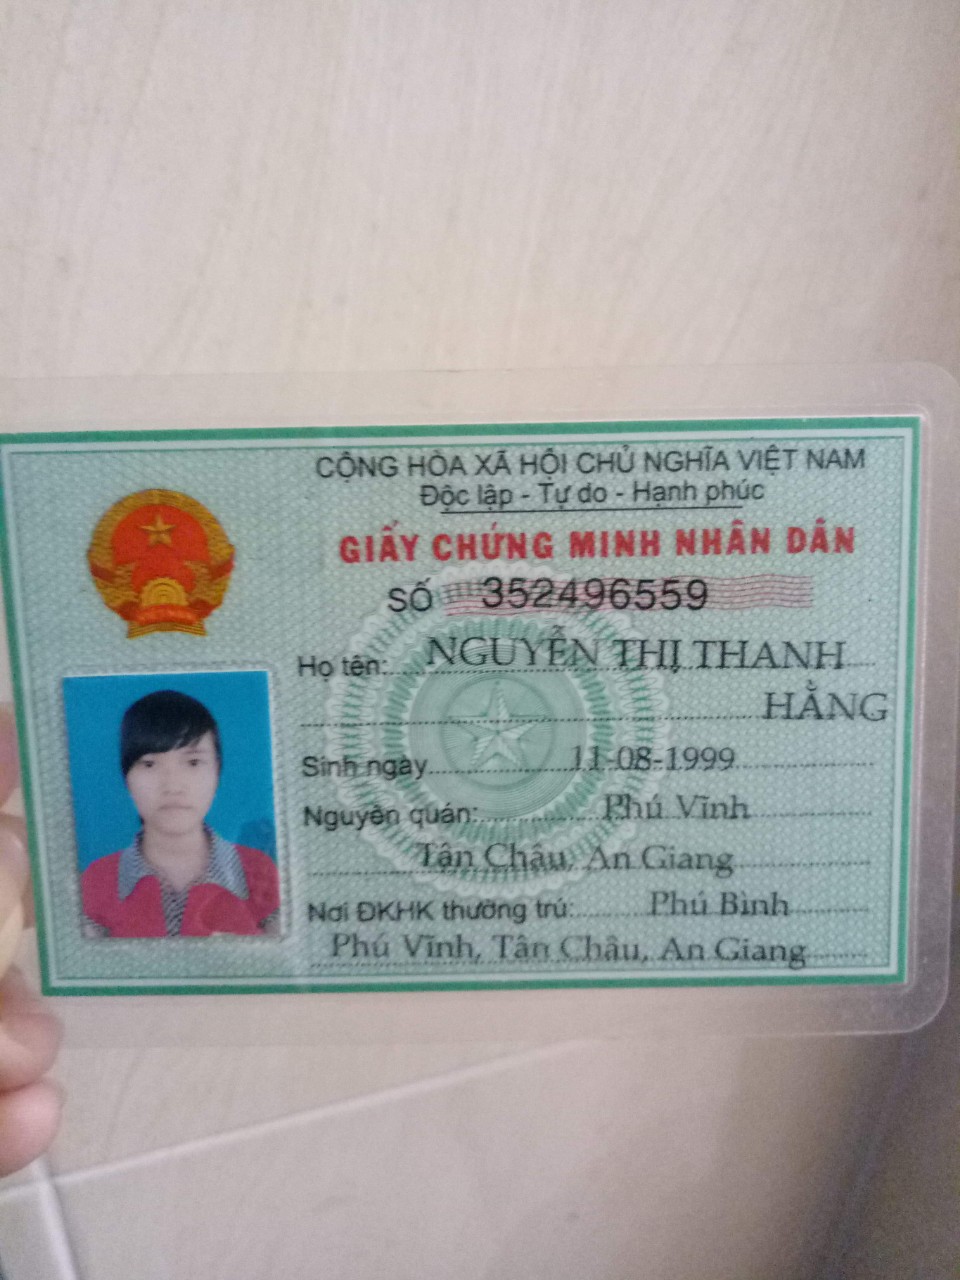 CỘNG HÒA XÃ HỘI CHỦ NGHĨA VIỆT NAM
Độc lập - Tự do - Hạnh phúc
GIẤY CHỨNG MINH NHÂN DÂN
SỐ 352496559
Họ tên: NGUYỄN THỊ THANH
HẰNG
Sinh ngày 11-08-1999
Nguyên quán: Phú Vĩnh
Tân Châu, An Giang
Nơi ĐKHK thường trú: Phú Bình
Phú Vĩnh, Tân Châu, An Giang